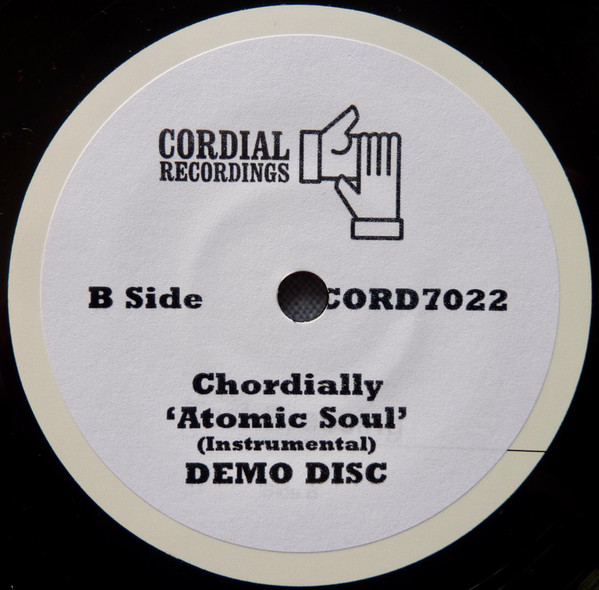 CORDIAL
RECORDINGS
B Side
CORD7022
Chordially
‘Atomic Soul’
(Instrumental)
DEMO DISC